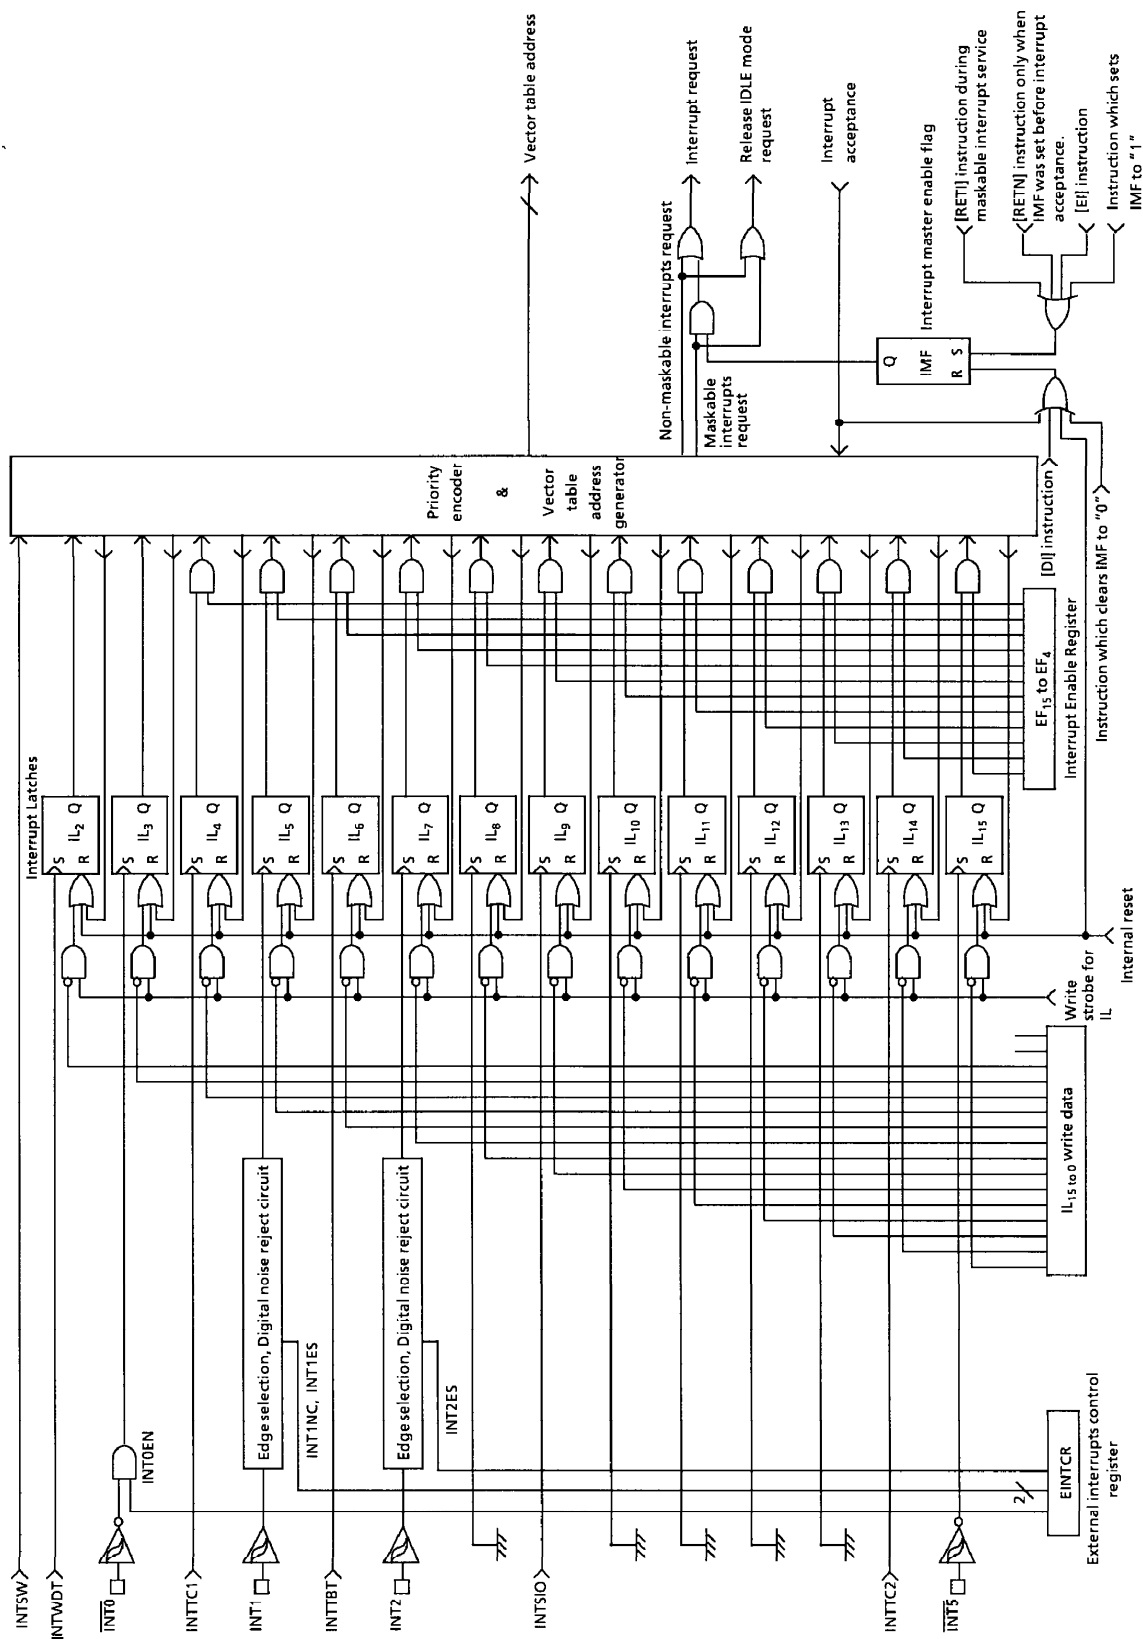 INTSW
INTWDT
INT0
INTTC1
INT1
INTTBT
INT2
INTSIO
INTTC2
INT5
INT0EN
Edge selection, Digital noise reject circuit
INT1NC, INT1ES
Edge selection, Digital noise reject circuit
INT2ES
2
EINTCR
External interrupts control
register
IL15 to 0 write data
Write
strobe for
IL
Internal reset
Interrupt Latches
S
R
IL2
Q
S
R
IL3
Q
S
R
IL4
Q
S
R
IL5
Q
S
R
IL6
Q
S
R
IL7
Q
S
R
IL8
Q
S
R
IL9
Q
S
R
IL10
Q
S
R
IL11
Q
S
R
IL12
Q
S
R
IL13
Q
S
R
IL14
Q
S
R
IL15
Q
EF15 to EF4
Interrupt Enable Register
Instruction which clears IMF to "0"
[DI] instruction
Priority
encoder
&
Vector
table
address
generator
Non-maskable interrupts request
Maskable
interrupts
request
Q
IMF
R S
Interrupt master enable flag
Vector table address
Interrupt request
Release IDLE mode
request
Interrupt
acceptance
[RETI] instruction during
maskable interrupt service
[RETN] instruction only when
IMF was set before interrupt
acceptance.
[EI] instruction
Instruction which sets
IMF to "1"